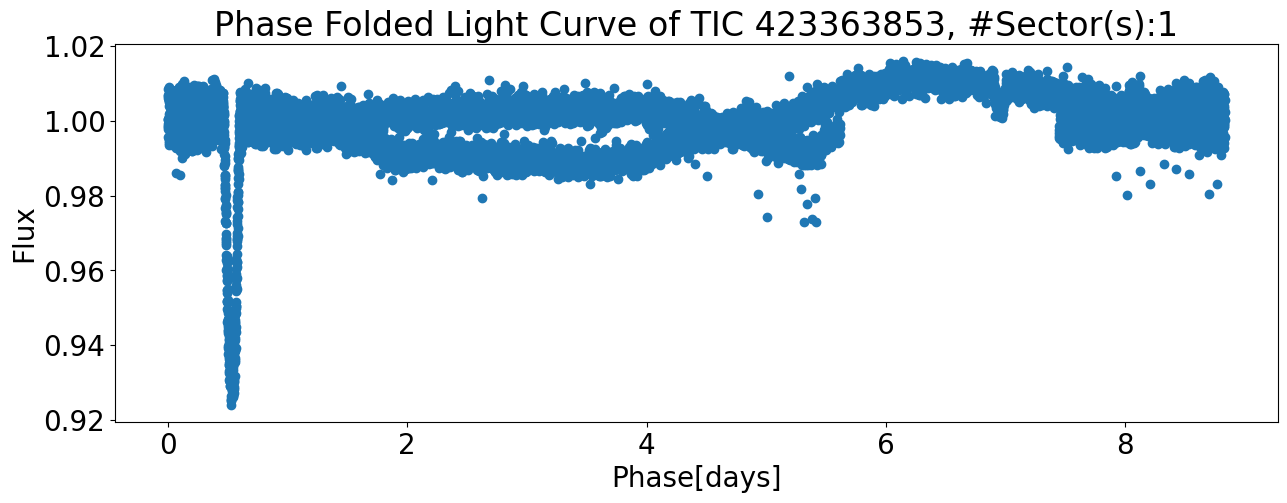 Phase Folded Light Curve of TIC 423363853, #Sector(s):1
1.02
1.00
0.98
0.96
0.94
0.92
Flux
0 2 4 6 8
Phase[days]